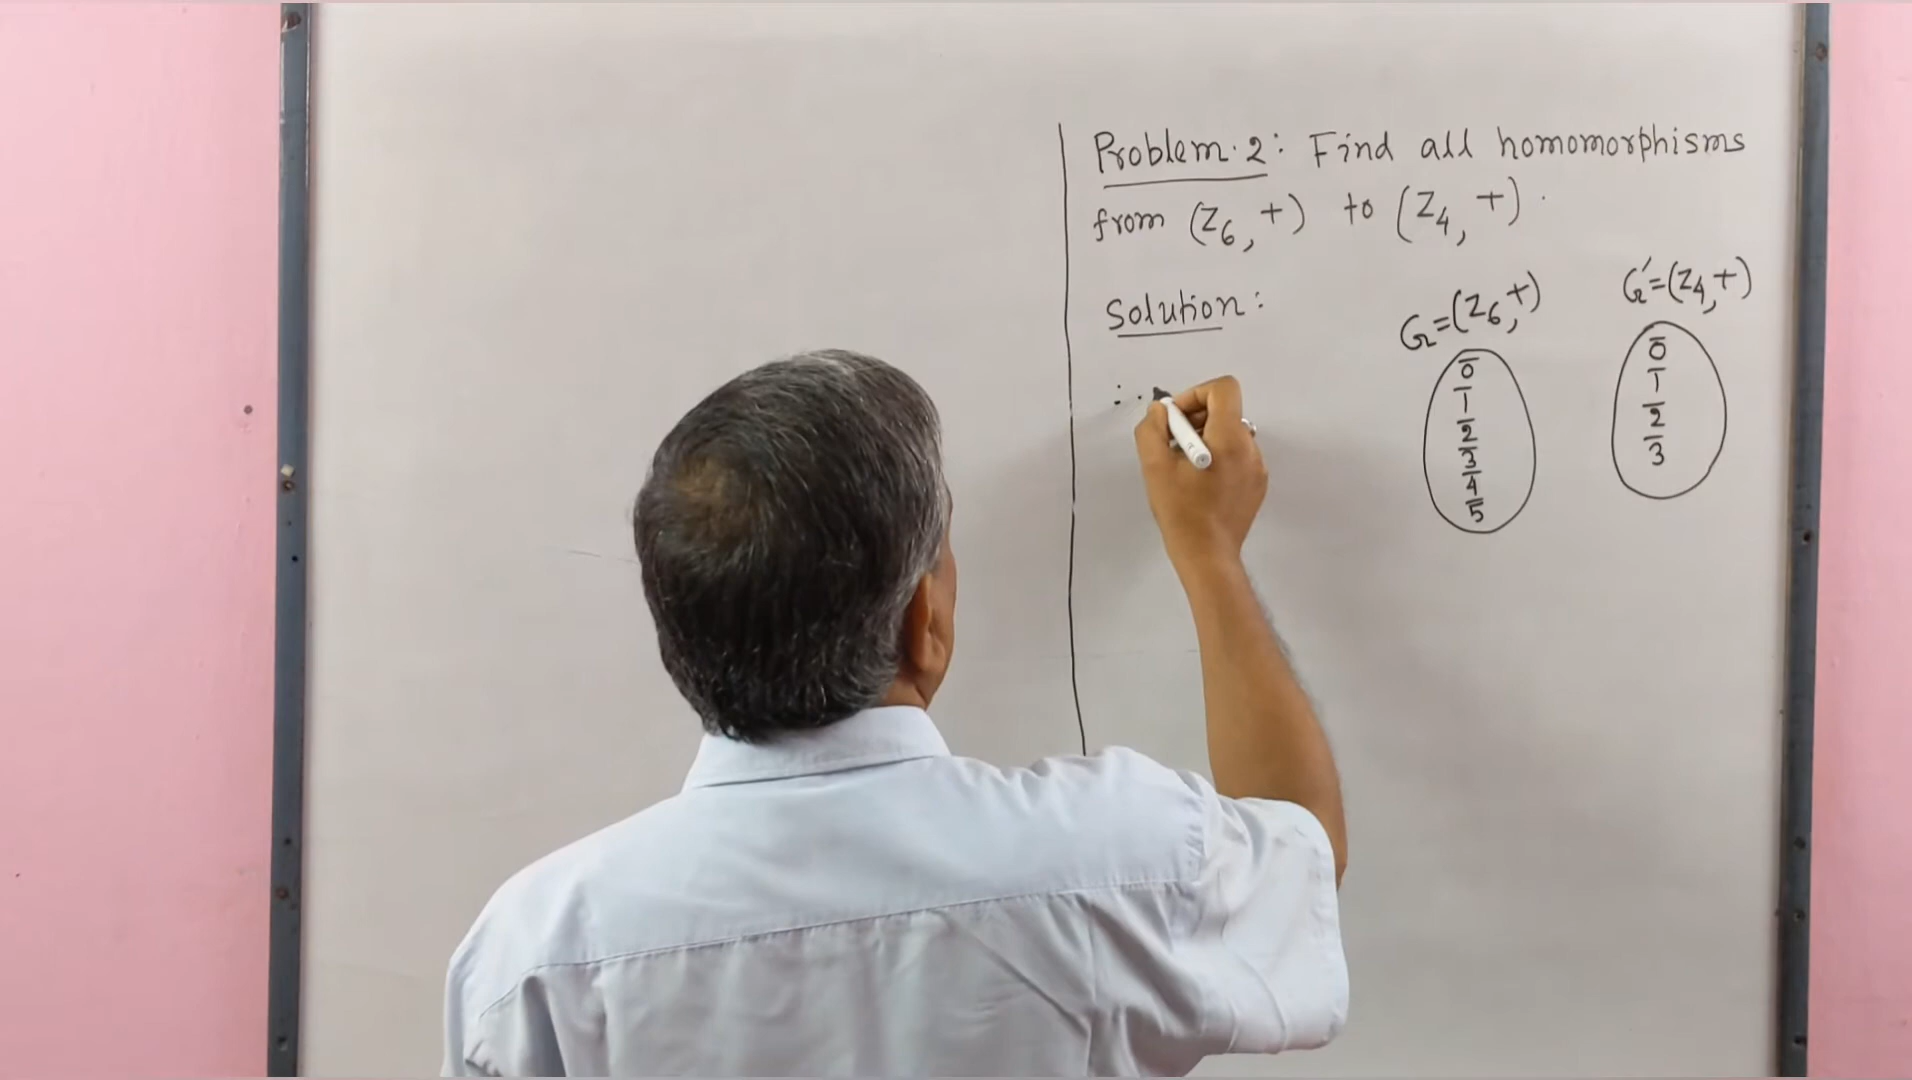 Problem.2: Find all homomorphisms
from (Z₆, +) to (Z₄, +).
Solution:
G=(Z₆,+)
0̅
1̅
2̅
3̅
4̅
5̅
G′=(Z₄,+)
0̅
1̅
2̅
3̅